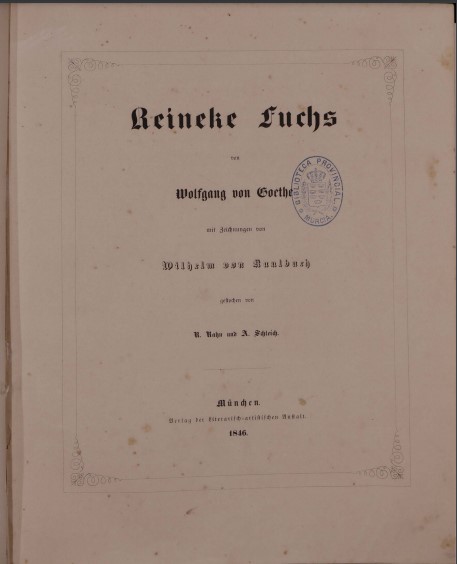 Reineke Fuchs
von
Wolfgang von Goethe
mit Zeichnungen von
Wilhelm von Kaulbach
gestochen von
R. Rahn und A. Schleich.
München.
Verlag der literarisch-artistischen Anstalt.
1846.
BIBLIOTECA PROVINCIAL
MURCIA